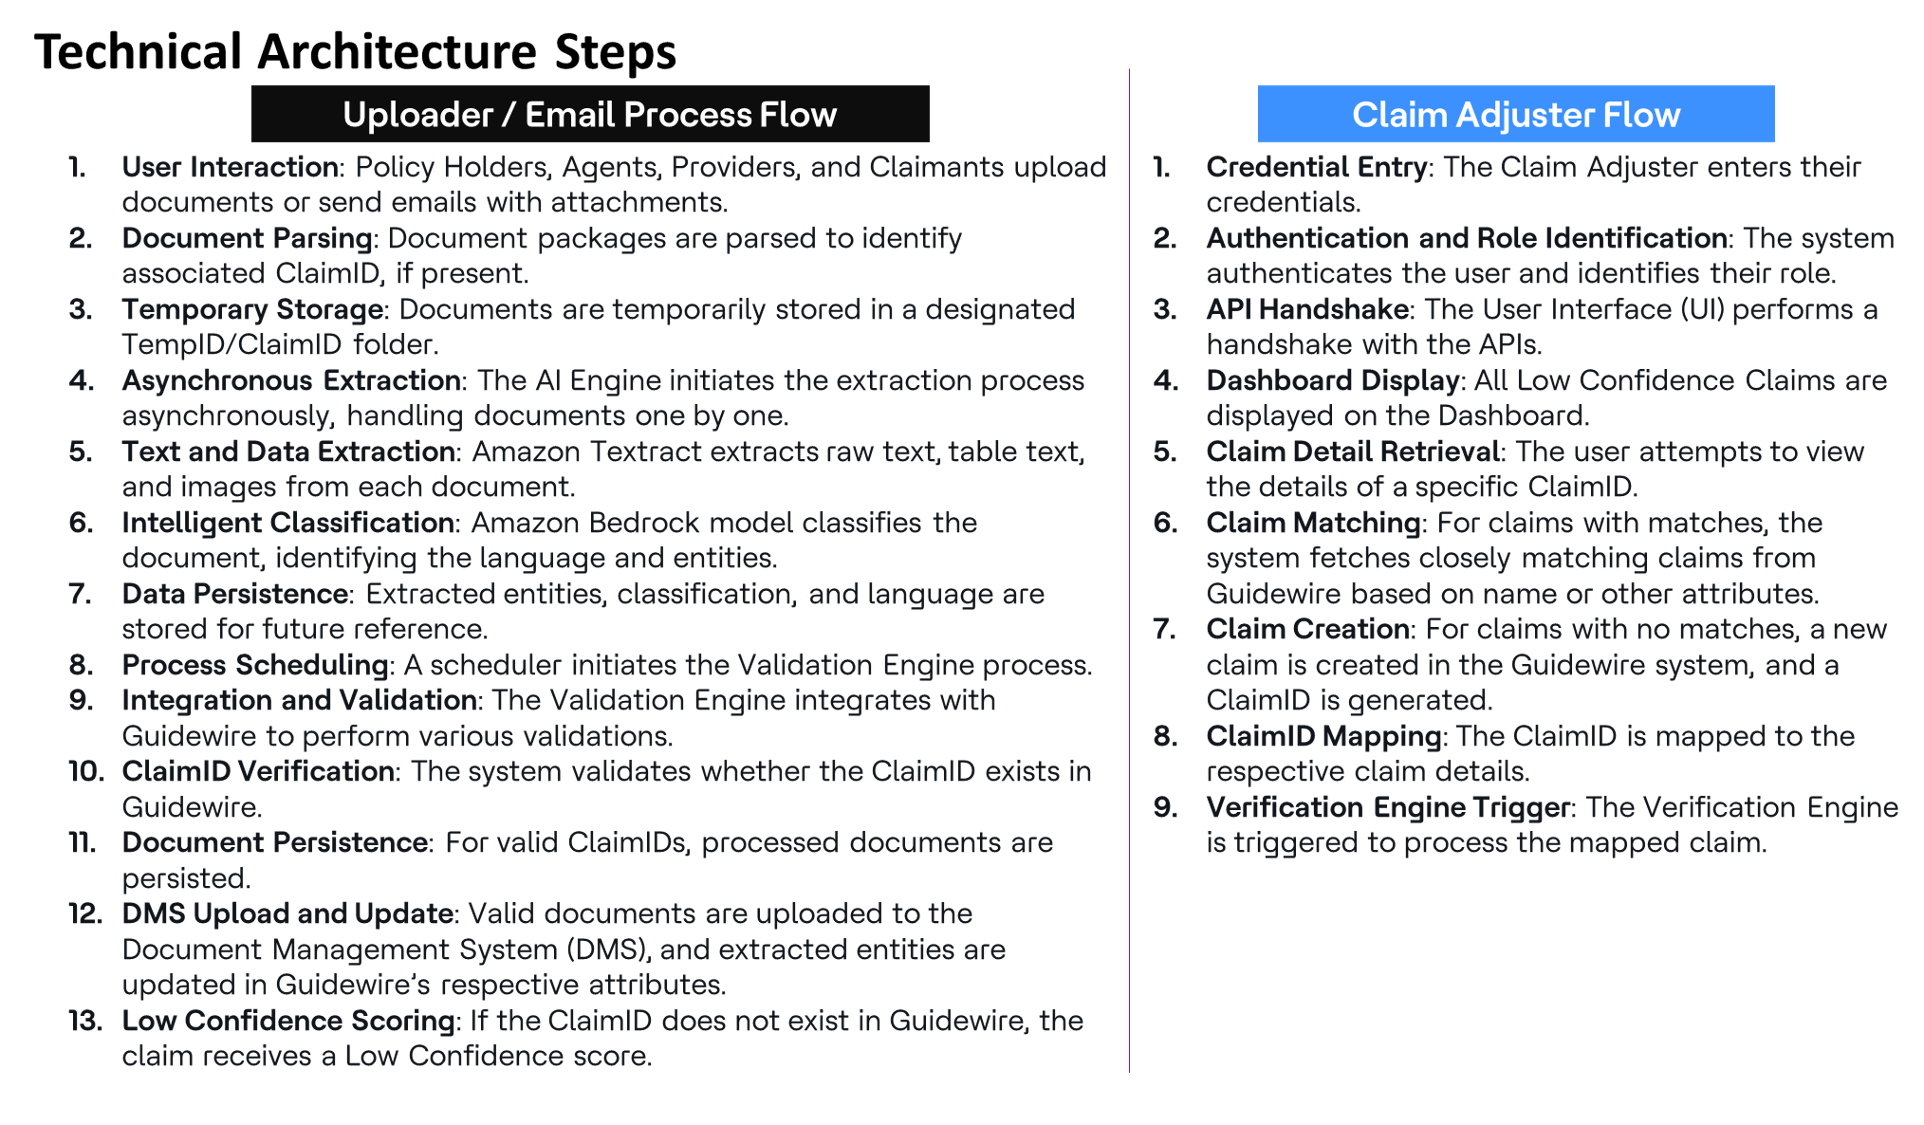 Technical Architecture Steps
Uploader / Email Process Flow
1. User Interaction: Policy Holders, Agents, Providers, and Claimants upload
documents or send emails with attachments.
2. Document Parsing: Document packages are parsed to identify
associated ClaimID, if present.
3. Temporary Storage: Documents are temporarily stored in a designated
TempID/ClaimID folder.
4. Asynchronous Extraction: The AI Engine initiates the extraction process
asynchronously, handling documents one by one.
5. Text and Data Extraction: Amazon Textract extracts raw text, table text,
and images from each document.
6. Intelligent Classification: Amazon Bedrock model classifies the
document, identifying the language and entities.
7. Data Persistence: Extracted entities, classification, and language are
stored for future reference.
8. Process Scheduling: A scheduler initiates the Validation Engine process.
9. Integration and Validation: The Validation Engine integrates with
Guidewire to perform various validations.
10. ClaimID Verification: The system validates whether the ClaimID exists in
Guidewire.
11. Document Persistence: For valid ClaimIDs, processed documents are
persisted.
12. DMS Upload and Update: Valid documents are uploaded to the
Document Management System (DMS), and extracted entities are
updated in Guidewire's respective attributes.
13. Low Confidence Scoring: If the ClaimID does not exist in Guidewire, the
claim receives a Low Confidence score.
Claim Adjuster Flow
1. Credential Entry: The Claim Adjuster enters their
credentials.
2. Authentication and Role Identification: The system
authenticates the user and identifies their role.
3. API Handshake: The User Interface (UI) performs a
handshake with the APIs.
4. Dashboard Display: All Low Confidence Claims are
displayed on the Dashboard.
5. Claim Detail Retrieval: The user attempts to view
the details of a specific ClaimID.
6. Claim Matching: For claims with matches, the
system fetches closely matching claims from
Guidewire based on name or other attributes.
7. Claim Creation: For claims with no matches, a new
claim is created in the Guidewire system, and a
ClaimID is generated.
8. ClaimID Mapping: The ClaimID is mapped to the
respective claim details.
9. Verification Engine Trigger: The Verification Engine
is triggered to process the mapped claim.